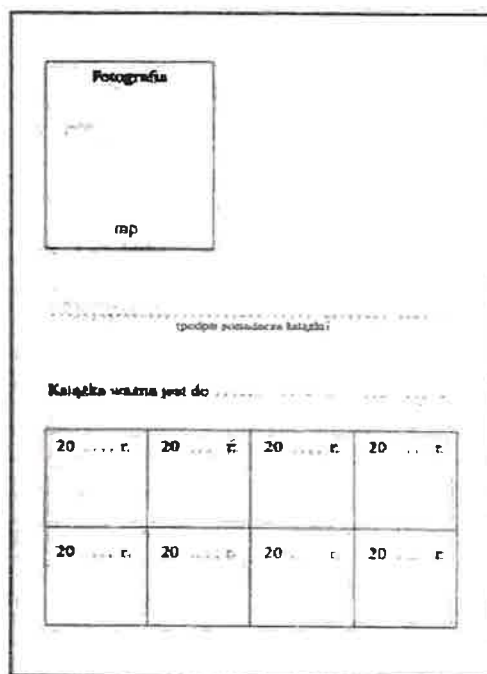 Fotografia
mp
(podpis posiadacza książki)
Książka ważna jest do ..........
20 .... r. 20 .... r. 20 .... r. 20 .... r.
20 .... r. 20 .... r. 20 .... r. 20 .... r.